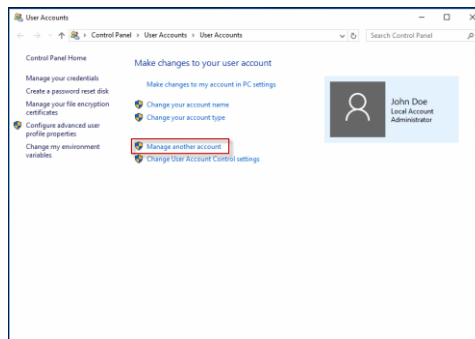 User Accounts
Control Panel > User Accounts > User Accounts
Search Control Panel
Control Panel Home
Manage your credentials
Create a password reset disk
Manage your file encryption
certificates
Configure advanced user
profile properties
Change my environment
variables
Make changes to your user account
Make changes to my account in PC settings
Change your account name
Change your account type
Manage another account
Change User Account Control settings
John Doe
Local Account
Administrator